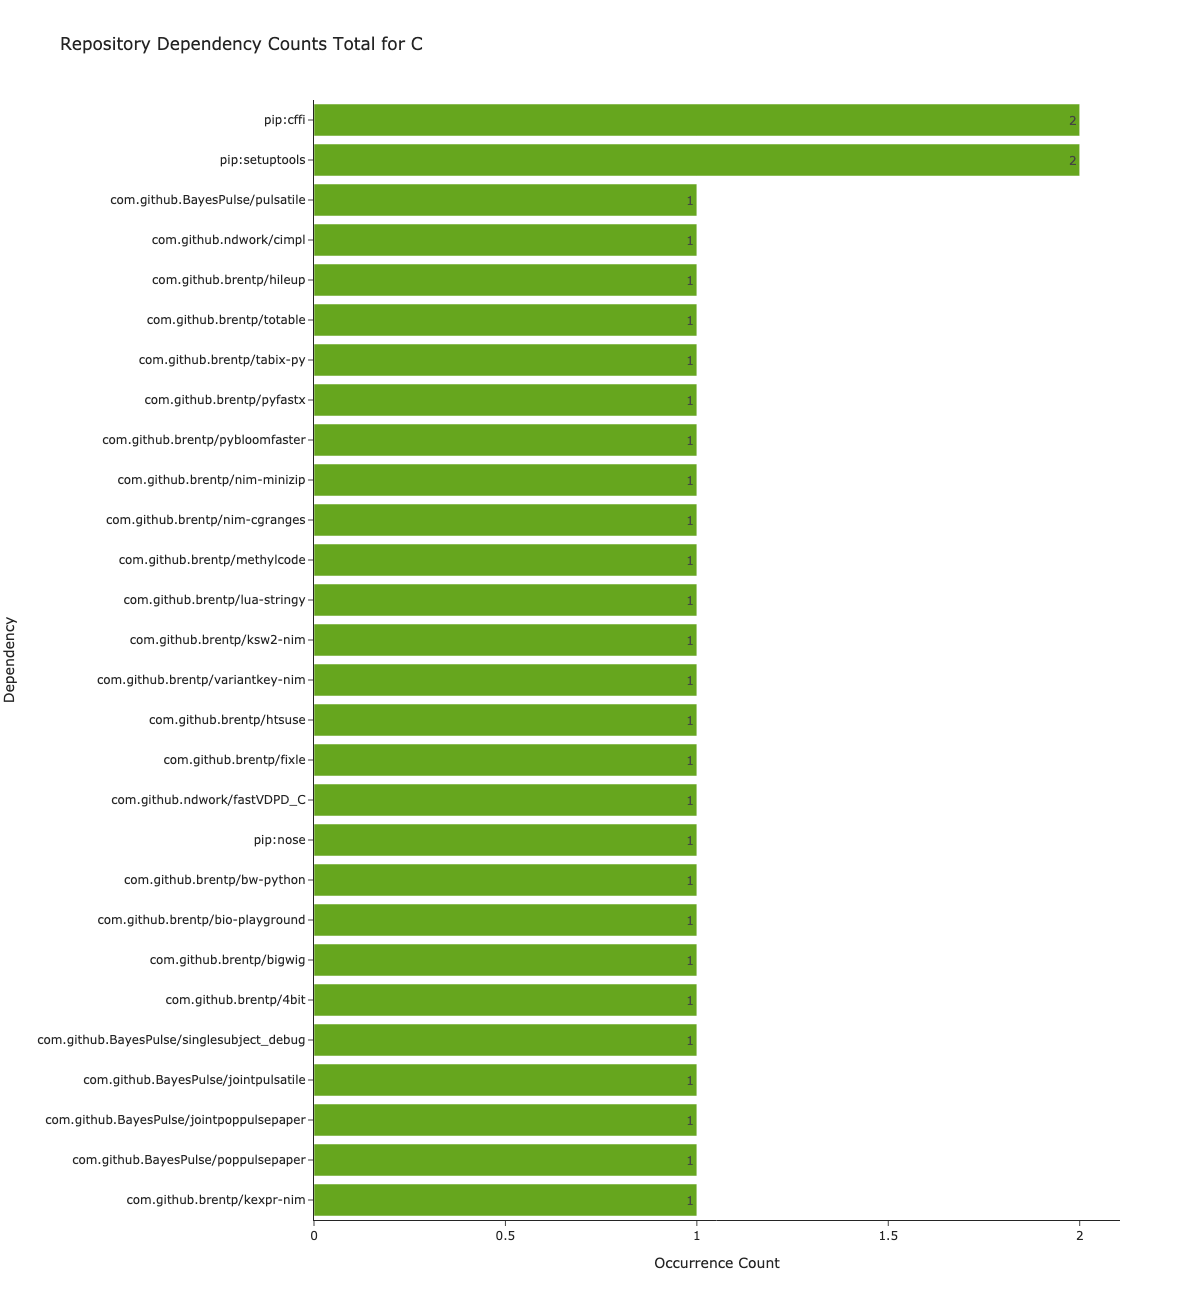 Repository Dependency Counts Total for C
pip:cffi 2
pip:setuptools 2
com.github.BayesPulse/pulsatile 1
com.github.ndwork/cimpl 1
com.github.brentp/hileup 1
com.github.brentp/totable 1
com.github.brentp/tabix-py 1
com.github.brentp/pyfastx 1
com.github.brentp/pybloomfaster 1
com.github.brentp/nim-minizip 1
com.github.brentp/nim-cgranges 1
com.github.brentp/methylcode 1
com.github.brentp/lua-stringy 1
com.github.brentp/ksw2-nim 1
com.github.brentp/variantkey-nim 1
com.github.brentp/htsuse 1
com.github.brentp/fixle 1
com.github.ndwork/fastVDPD_C 1
pip:nose 1
com.github.brentp/bw-python 1
com.github.brentp/bio-playground 1
com.github.brentp/bigwig 1
com.github.brentp/4bit 1
com.github.BayesPulse/singlesubject_debug 1
com.github.BayesPulse/jointpulsatile 1
com.github.BayesPulse/jointpoppulsepaper 1
com.github.BayesPulse/poppulsepaper 1
com.github.brentp/kexpr-nim 1
0 0.5 1 1.5 2
Occurrence Count
Dependency